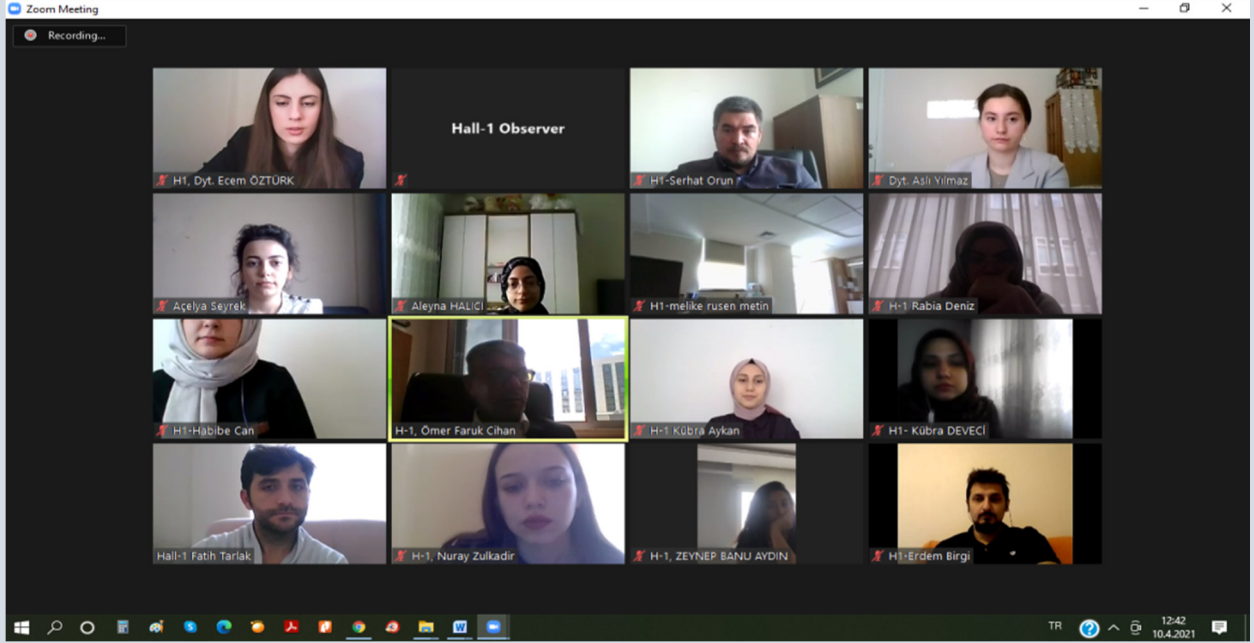 Zoom Meeting
Recording...
H1, Dyt. Ecem ÖZTÜRK
Hall-1 Observer
H1-Serhat Orun
Dyt. Aslı Yılmaz
Açelya Seyrek
Aleyna HALICI
H1-melike rusen metin
H-1 Rabia Deniz
H1-Habibe Can
H-1, Ömer Faruk Cihan
H-1 Kübra Aykan
H1- Kübra DEVECİ
Hall-1 Fatih Tarlak
H-1, Nuray Zulkadir
H-1, ZEYNEP BANU AYDIN
H1-Erdem Birgi
TR
12:42
10.4.2021